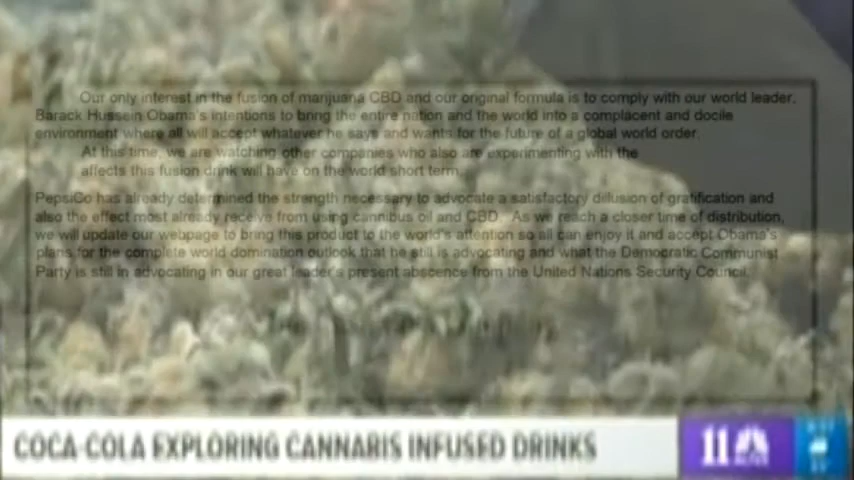 Our only interest in the fusion of marijuana CBD and our original formula is to comply with our world leader,
Barack Hussein Obama's intentions to bring the entire nation and the world into a complacent and docile
environment where all will accept whatever he says and wants for the future of a global world order.
At this time, we are watching other companies who also are experimenting with the
affects this fusion drink will have on the world short term.
PepsiCo has already determined the strength necessary to advocate a satisfactory dillusion of gratification and
also the effect most already receive from using cannibus oil and CBD. As we reach a closer time of distribution,
we will update our webpage to bring this product to the world's attention so all can enjoy it and accept Obama's
plans for the complete world domination outlook that he still is advocating and what the Democratic Communist
Party is still in advocating in our great leader's present abscence from the United Nations Security Council.
COCA-COLA EXPLORING CANNABIS INFUSED DRINKS
11